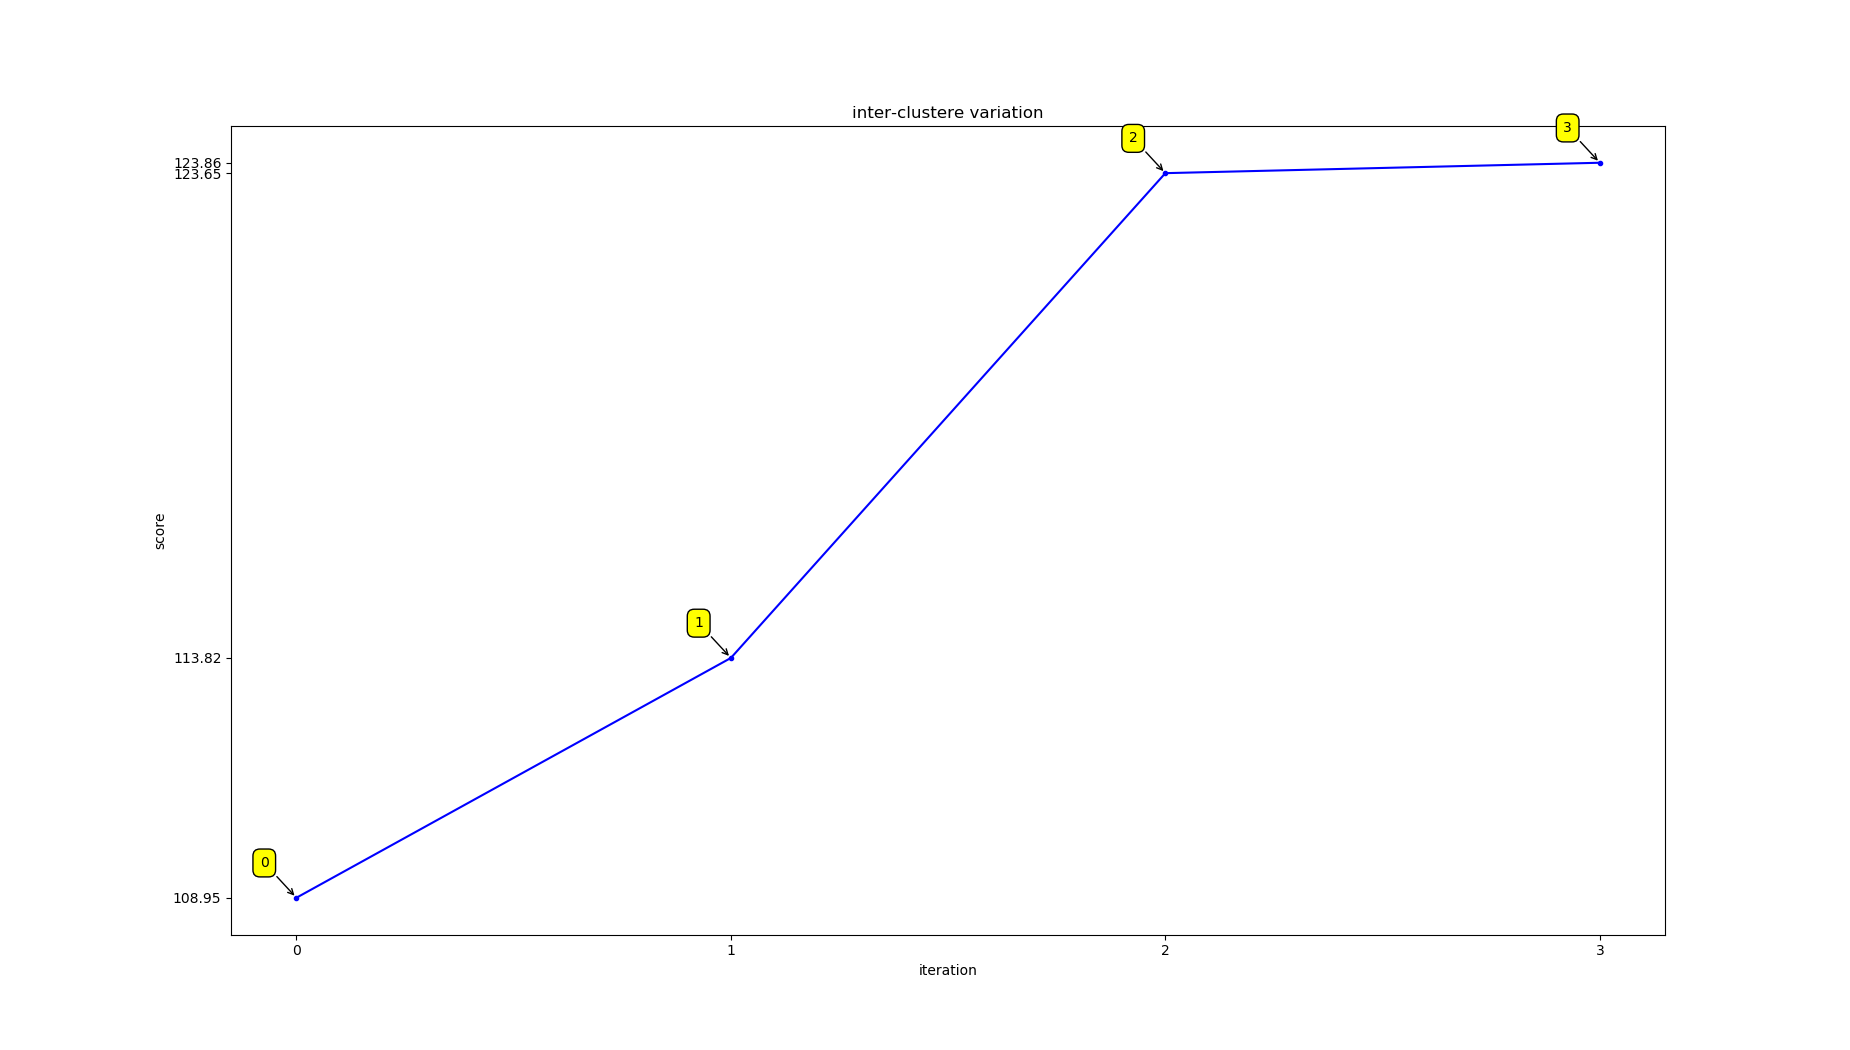 inter-clustere variation
3
2
123.86
123.65
1
score
113.82
0
108.95
0 1 2 3
iteration